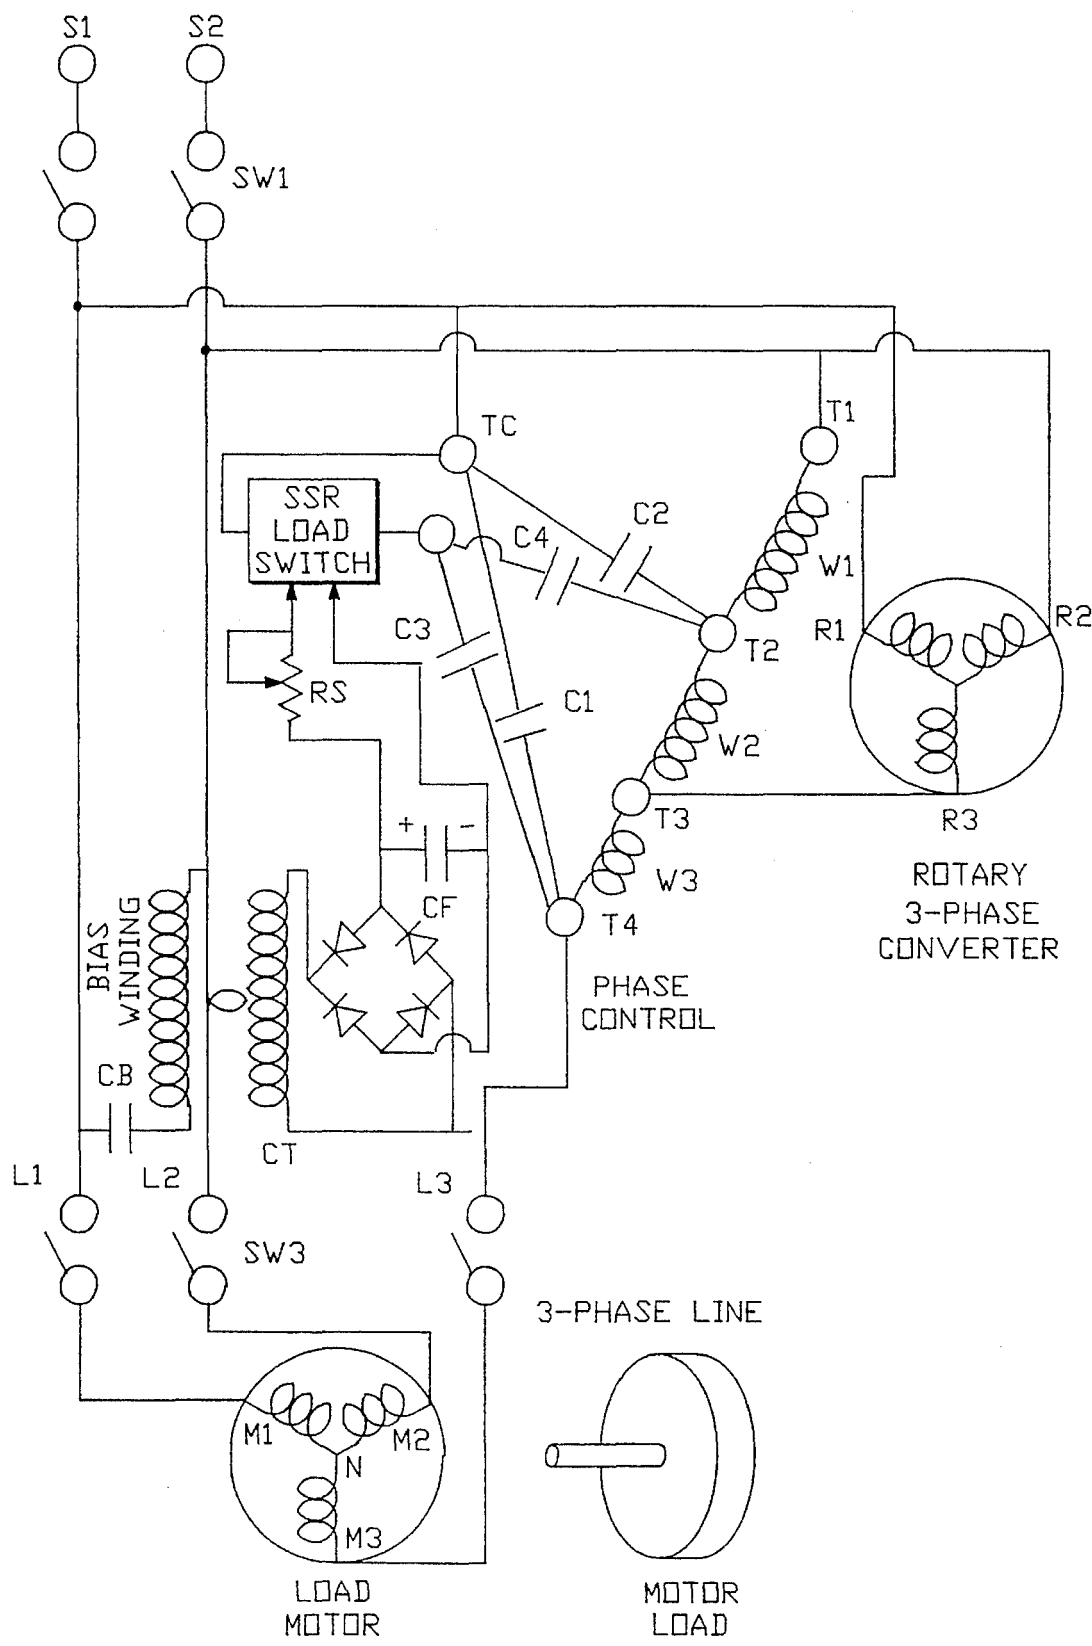 S1
S2
SW1
TC
T1
SSR
LOAD
SWITCH
C4
C2
W1
C3
T2
R1
R2
RS
C1
W2
T3
R3
+
-
CF
W3
T4
ROTARY
3-PHASE
CONVERTER
BIAS
WINDING
PHASE
CONTROL
CB
CT
L1
L2
L3
SW3
3-PHASE LINE
M1
M2
N
M3
LOAD
MOTOR
MOTOR
LOAD